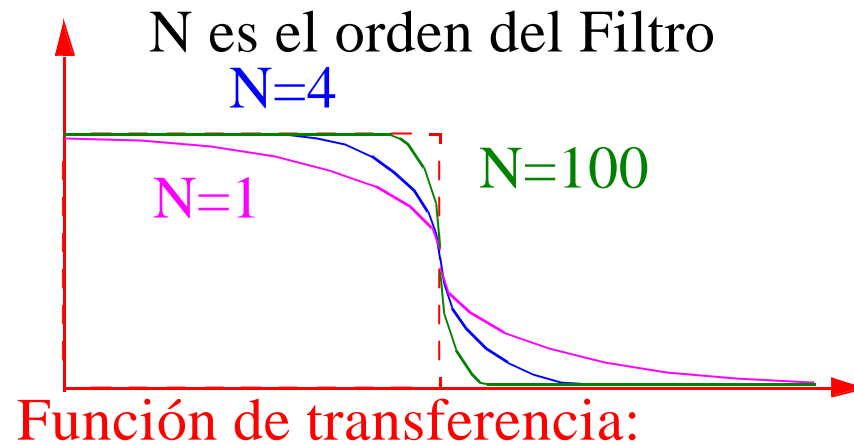 N es el orden del Filtro
N=4
N=100
N=1
Función de transferencia: